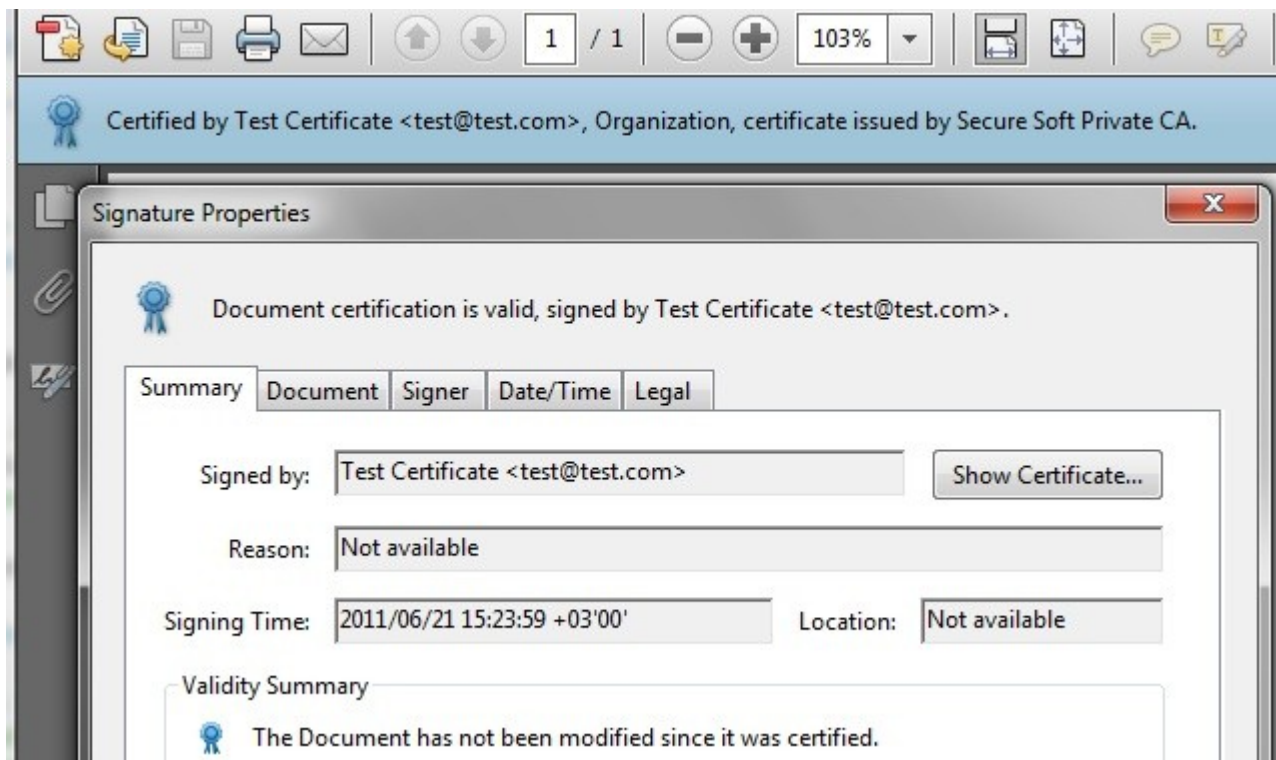 1 / 1 103%
Certified by Test Certificate <test@test.com>, Organization, certificate issued by Secure Soft Private CA.
Signature Properties
Document certification is valid, signed by Test Certificate <test@test.com>.
Summary Document Signer Date/Time Legal
Signed by: Test Certificate <test@test.com> Show Certificate...
Reason: Not available
Signing Time: 2011/06/21 15:23:59 +03'00' Location: Not available
Validity Summary
The Document has not been modified since it was certified.